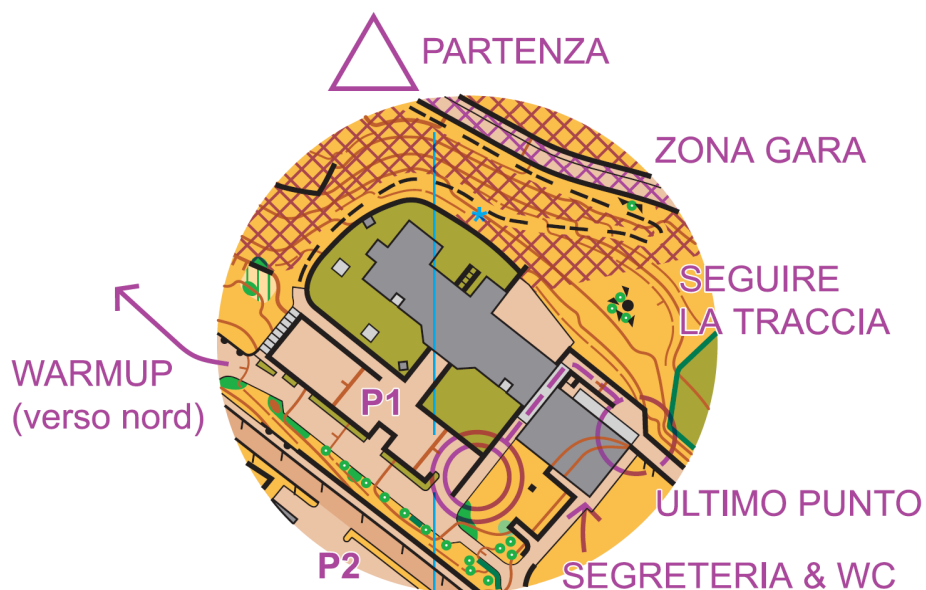 PARTENZA
ZONA GARA
SEGUIRE
LA TRACCIA
WARMUP
(verso nord)
P1
ULTIMO PUNTO
P2
SEGRETERIA & WC